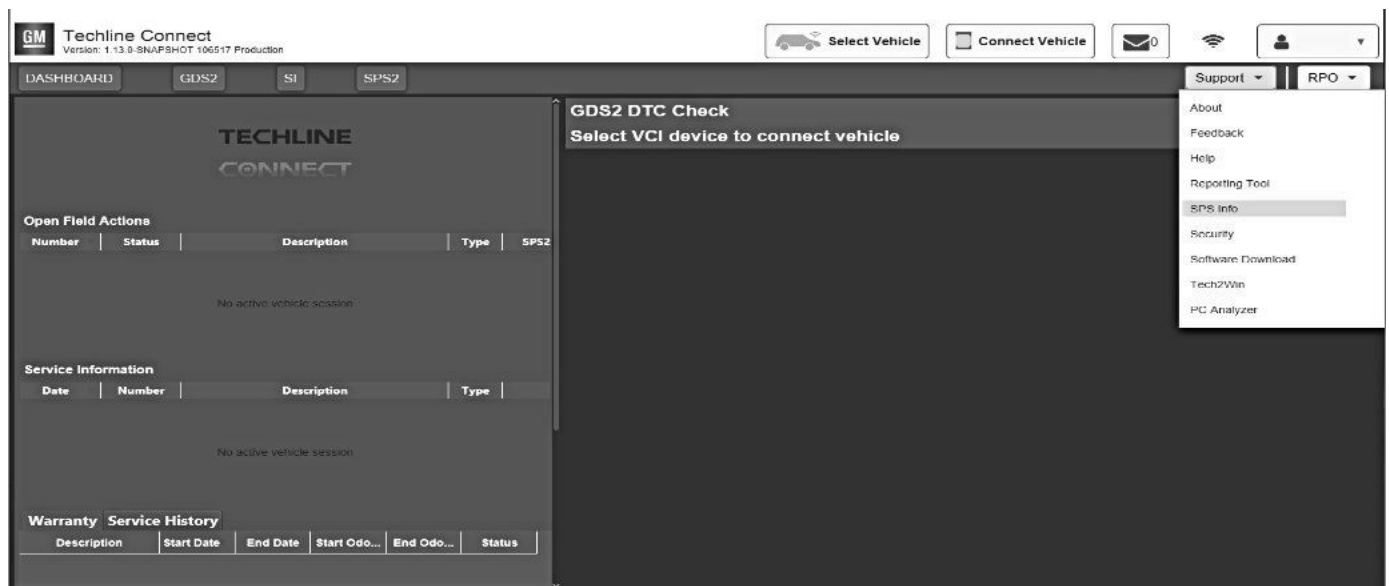 GM Techline Connect
Version: 1.13.0-SNAPSHOT 106517 Production
Select Vehicle
Connect Vehicle
0
DASHBOARD GDS2 SI SPS2
Support RPO
About
Feedback
Help
Reporting Tool
SPS Info
Security
Software Download
Tech2Win
PC Analyzer
TECHLINE
CONNECT
Open Field Actions
Number Status Description Type SPS2
No active vehicle session
Service Information
Date Number Description Type
No active vehicle session
Warranty Service History
Description Start Date End Date Start Odo... End Odo... Status
GDS2 DTC Check
Select VCI device to connect vehicle